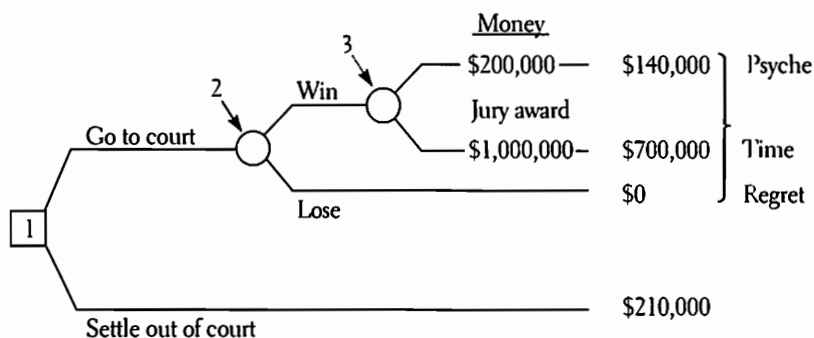 Money
3
$200,000
$140,000
Psyche
2
Win
Jury award
Go to court
$1,000,000
$700,000
Time
$0
Regret
Lose
1
$210,000
Settle out of court